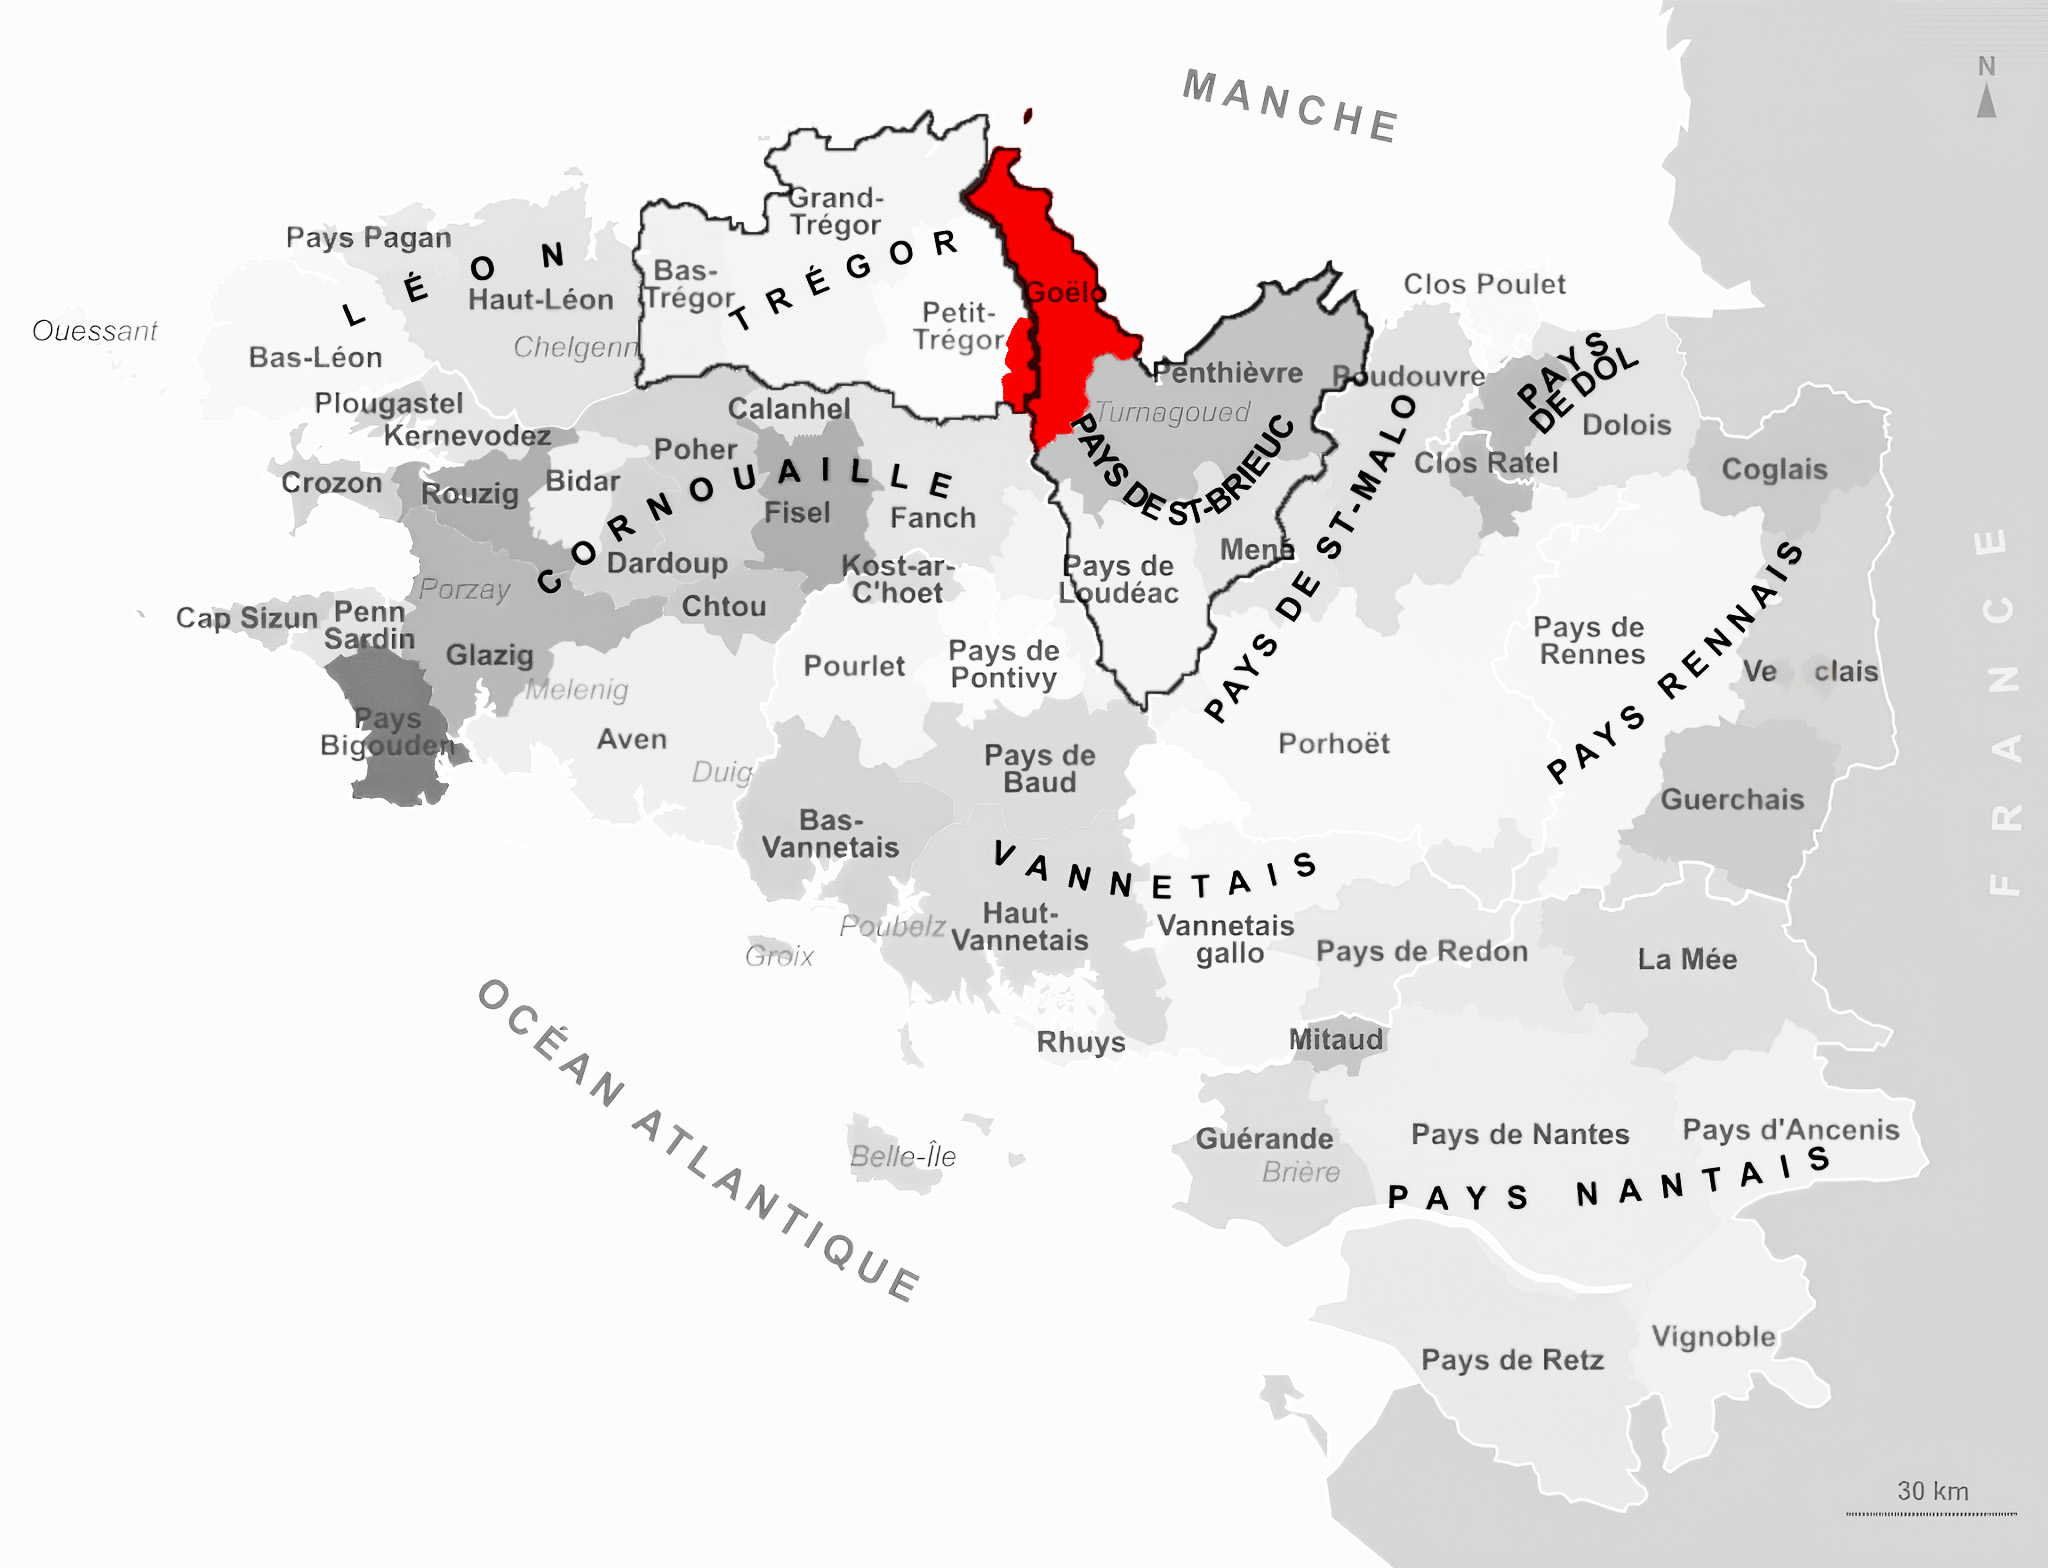 MANCHE
N
Grand-
Trégor
Pays Pagan
LÉON
Haut-Léon
Bas-
Trégor
TRÉGOR
Goëlo
Clos Poulet
Ouessant
Chelgenn
Petit-
Trégor
Bas-Léon
Penthièvre
Poudouvre
PAYS
DE DOL
Plougastel
Kernevodez
Calanhel
Turnagoued
PAYS DE ST-BRIEUC
PAYS DE ST-MALO
Dolois
Poher
CORNOUAILLE
Crozon
Rouzig
Bidar
Fisel
Fanch
Clos Ratel
Coglais
Dardoup
Kost-ar-
C'hoet
Pays de
Loudéac
Mené
Porzay
FRANCE
Cap Sizun
Penn
Sardin
Chtou
Glazig
Pourlet
Pays de
Pontivy
Pays de
Rennes
PAYS RENNAIS
Ve clais
Melenig
Pays
Bigouden
Aven
Duig
Pays de
Baud
Porhoët
Guerchais
Bas-
Vannetais
VANNETAIS
Poubelz
Groix
Haut-
Vannetais
Vannetais
gallo
Pays de Redon
La Mée
OCÉAN ATLANTIQUE
Rhuys
Mitaud
Belle-Île
Guérande
Brière
Pays de Nantes
Pays d'Ancenis
PAYS NANTAIS
Pays de Retz
Vignoble
30 km